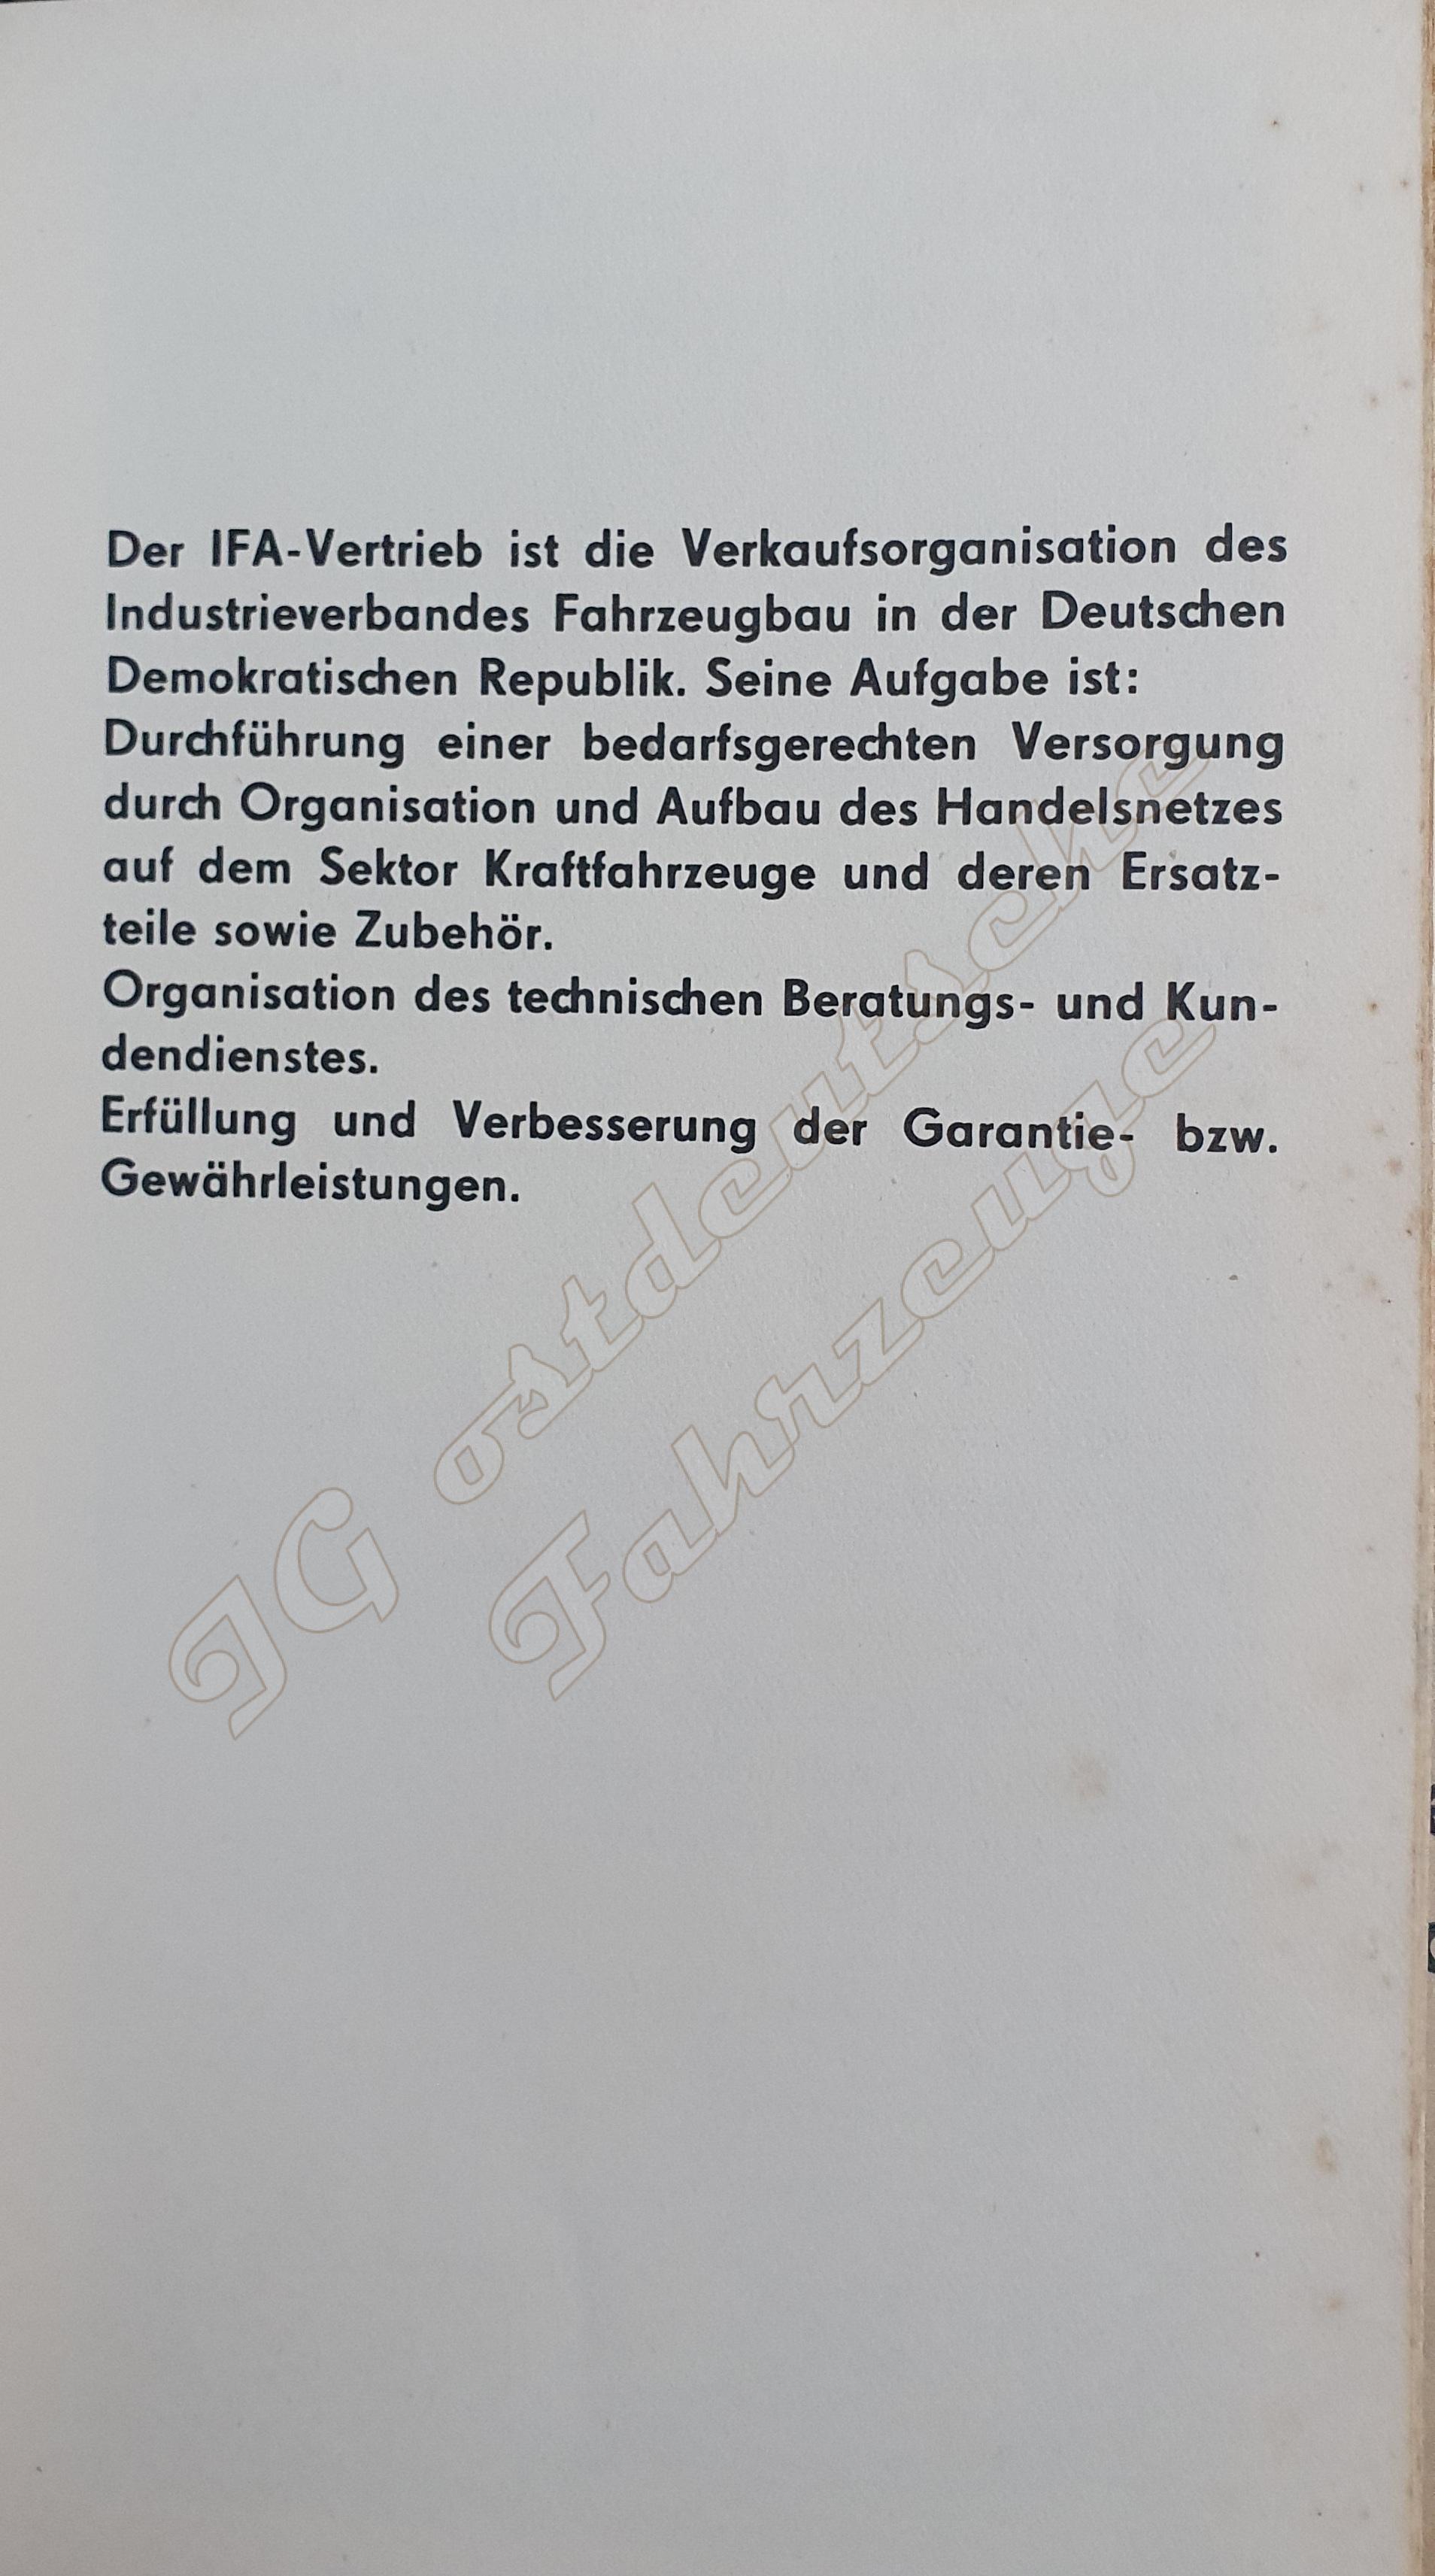 Der IFA-Vertrieb ist die Verkaufsorganisation des
Industrieverbandes Fahrzeugbau in der Deutschen
Demokratischen Republik. Seine Aufgabe ist:
Durchführung einer bedarfsgerechten Versorgung
durch Organisation und Aufbau des Handelsnetzes
auf dem Sektor Kraftfahrzeuge und deren Ersatz-
teile sowie Zubehör.
Organisation des technischen Beratungs- und Kun-
dendienstes.
Erfüllung und Verbesserung der Garantie- bzw.
Gewährleistungen.
IG ostdeutsche
Fahrzeuge